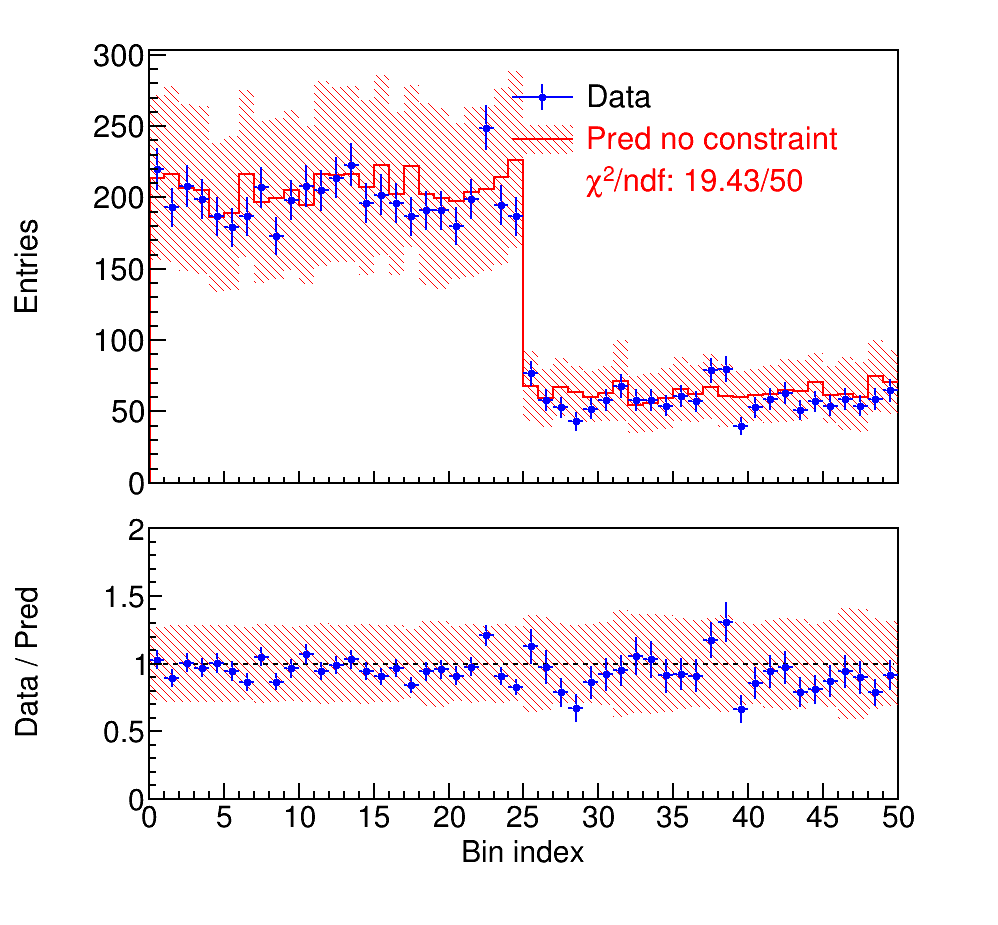 300
250
200
150
100
50
0
Entries
Data
Pred no constraint
χ²/ndf: 19.43/50
2
1.5
1
0.5
0
Data / Pred
0 5 10 15 20 25 30 35 40 45 50
Bin index